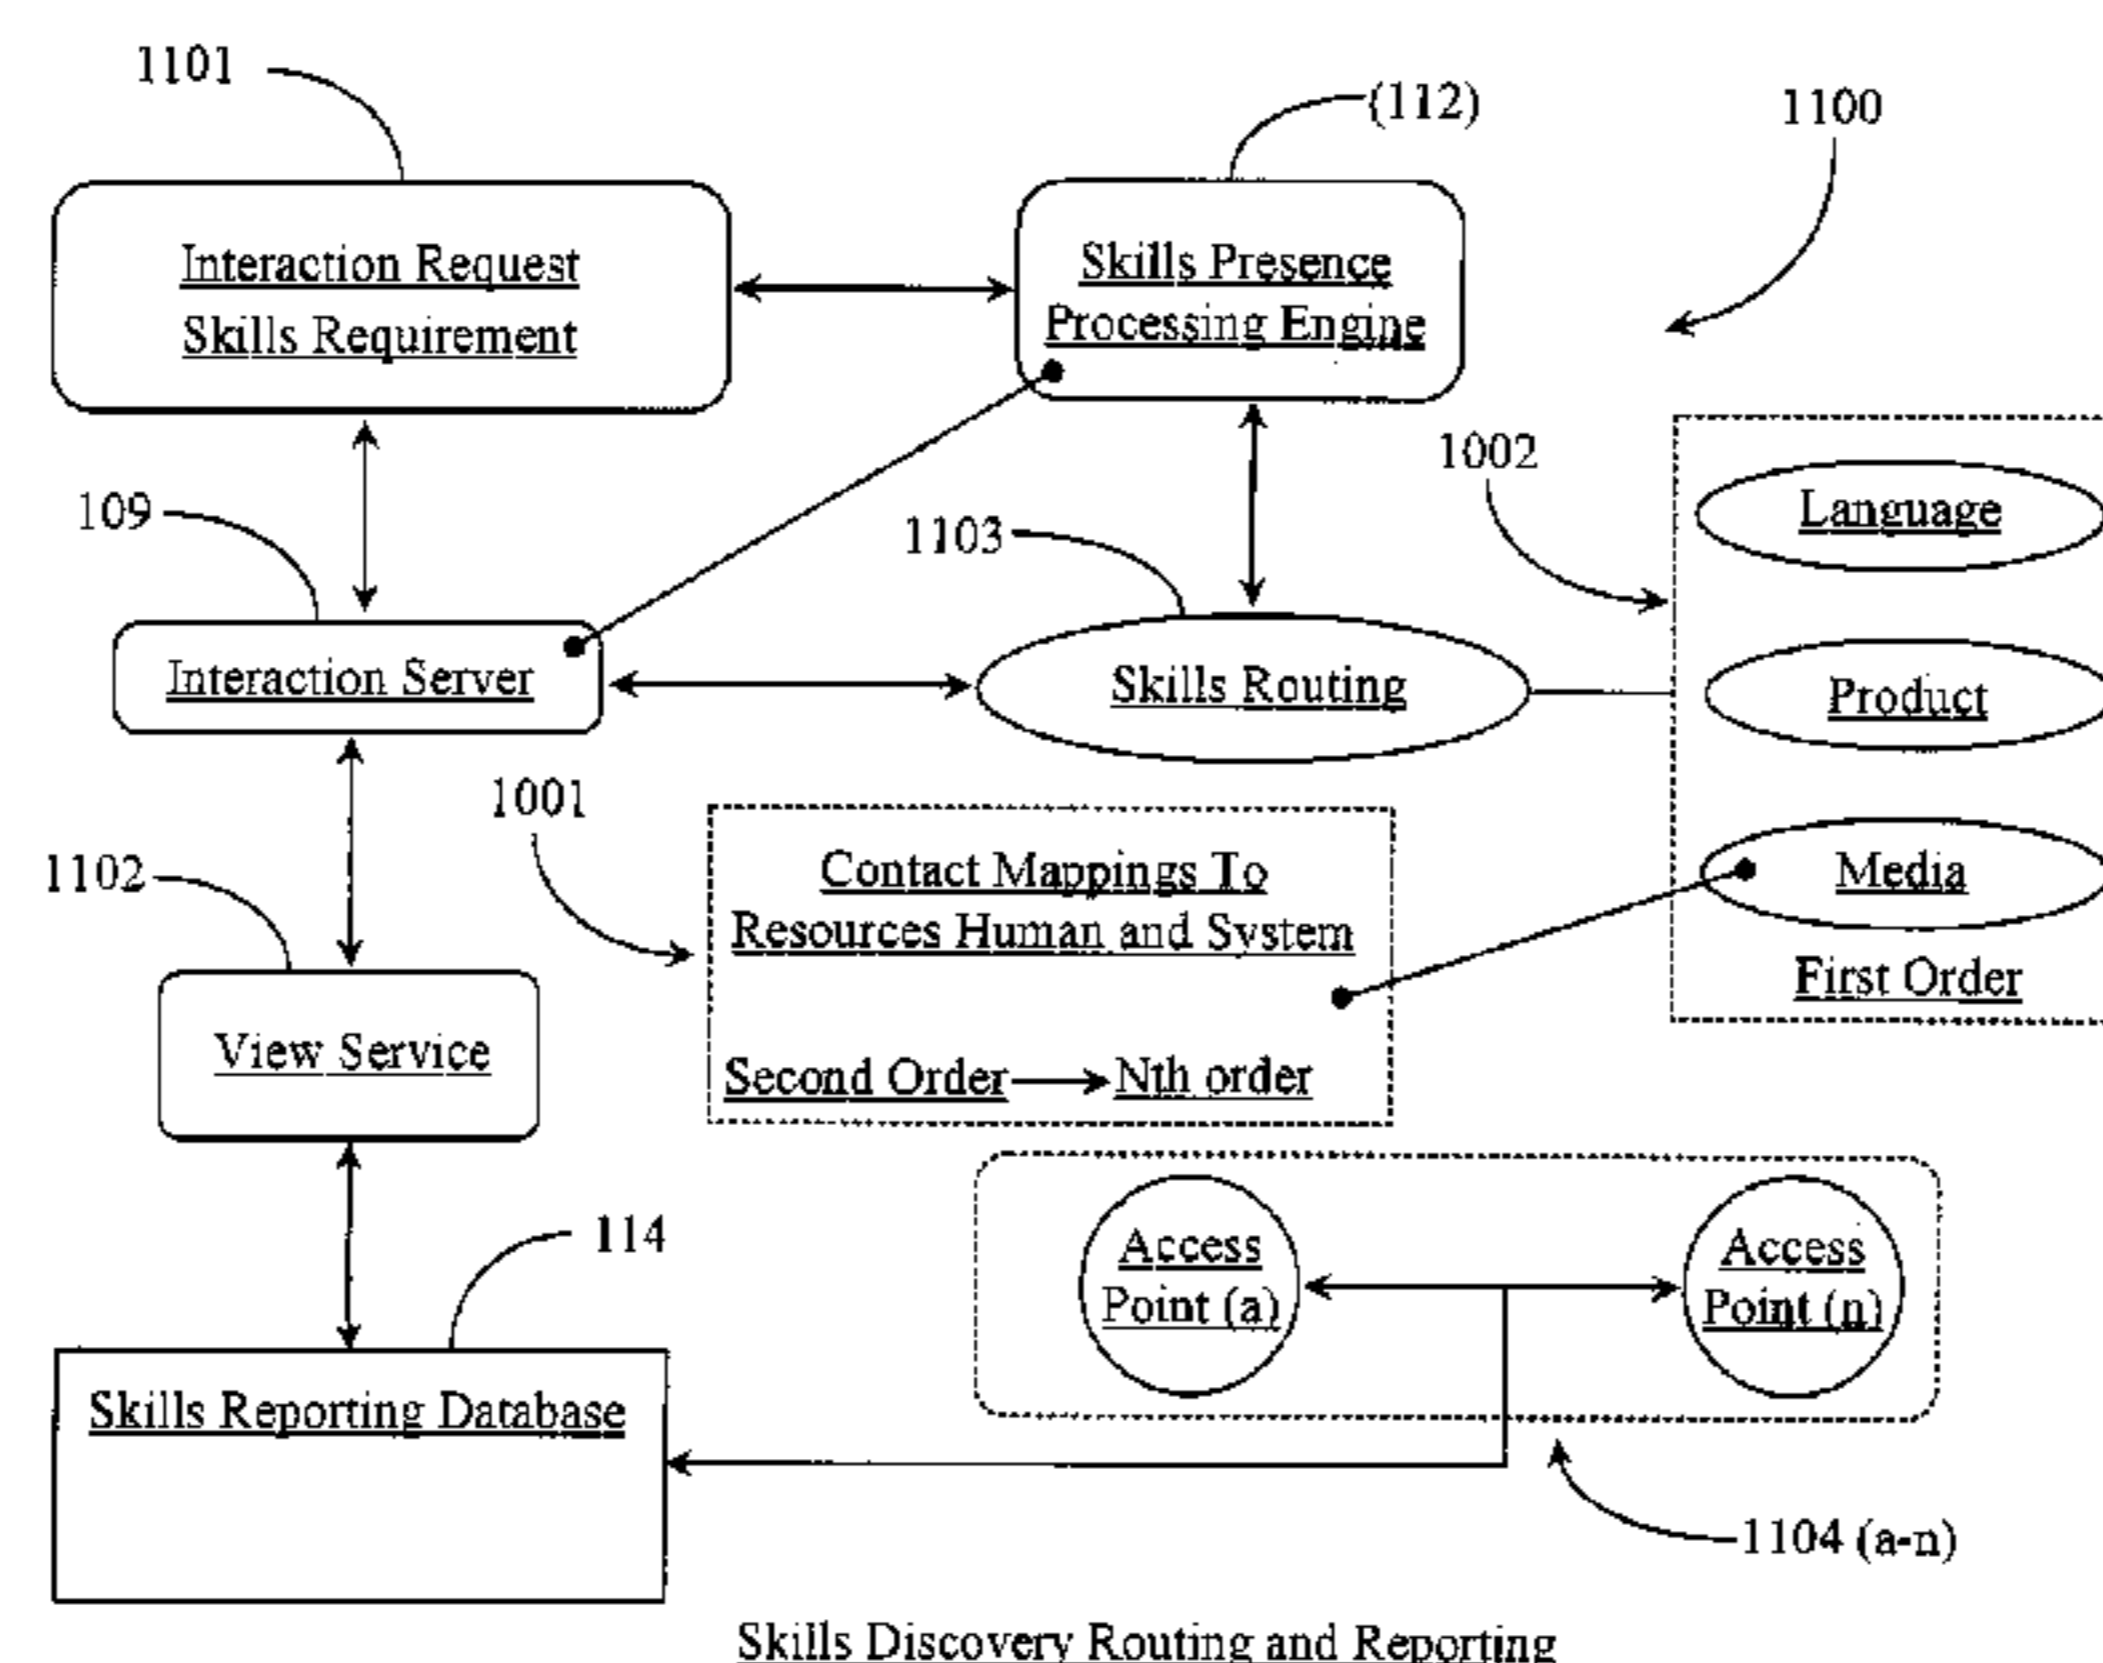 1101
(112)
1100
Interaction Request
Skills Requirement
Skills Presence
Processing Engine
1002
Language
109
1103
Interaction Server
Skills Routing
Product
1001
1102
Contact Mappings To
Resources Human and System
Media
First Order
View Service
Second Order
Nth order
114
Access
Point (a)
Access
Point (n)
Skills Reporting Database
1104 (a-n)
Skills Discovery Routing and Reporting